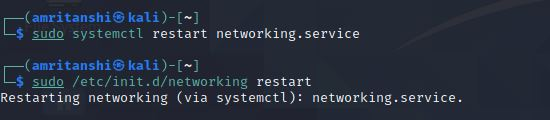 ┌──(amritanshi㉿kali)-[~]
└─$ sudo systemctl restart networking.service
┌──(amritanshi㉿kali)-[~]
└─$ sudo /etc/init.d/networking restart
Restarting networking (via systemctl): networking.service.